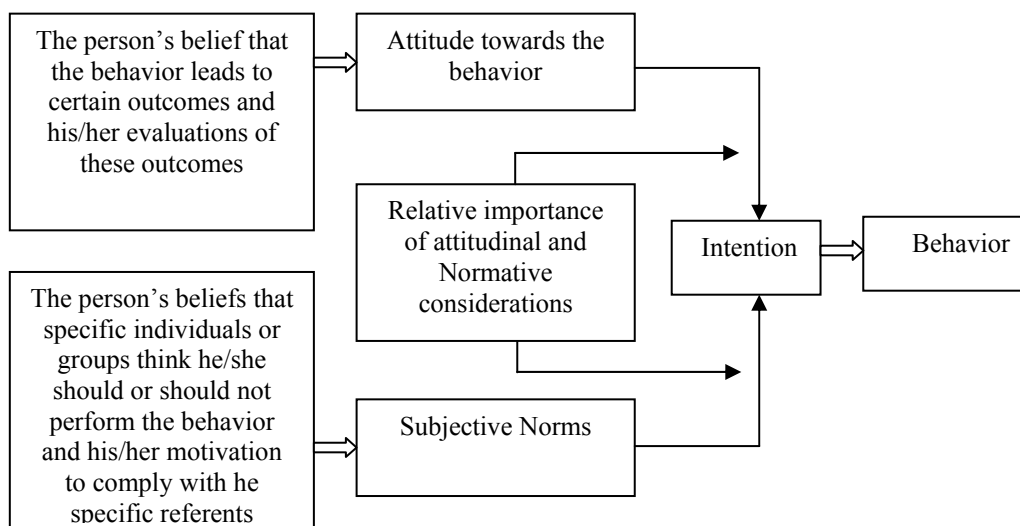 The person’s belief that
the behavior leads to
certain outcomes and
his/her evaluations of
these outcomes
Attitude towards the
behavior
Relative importance
of attitudinal and
Normative
considerations
Intention
Behavior
The person’s beliefs that
specific individuals or
groups think he/she
should or should not
perform the behavior
and his/her motivation
to comply with he
specific referents
Subjective Norms